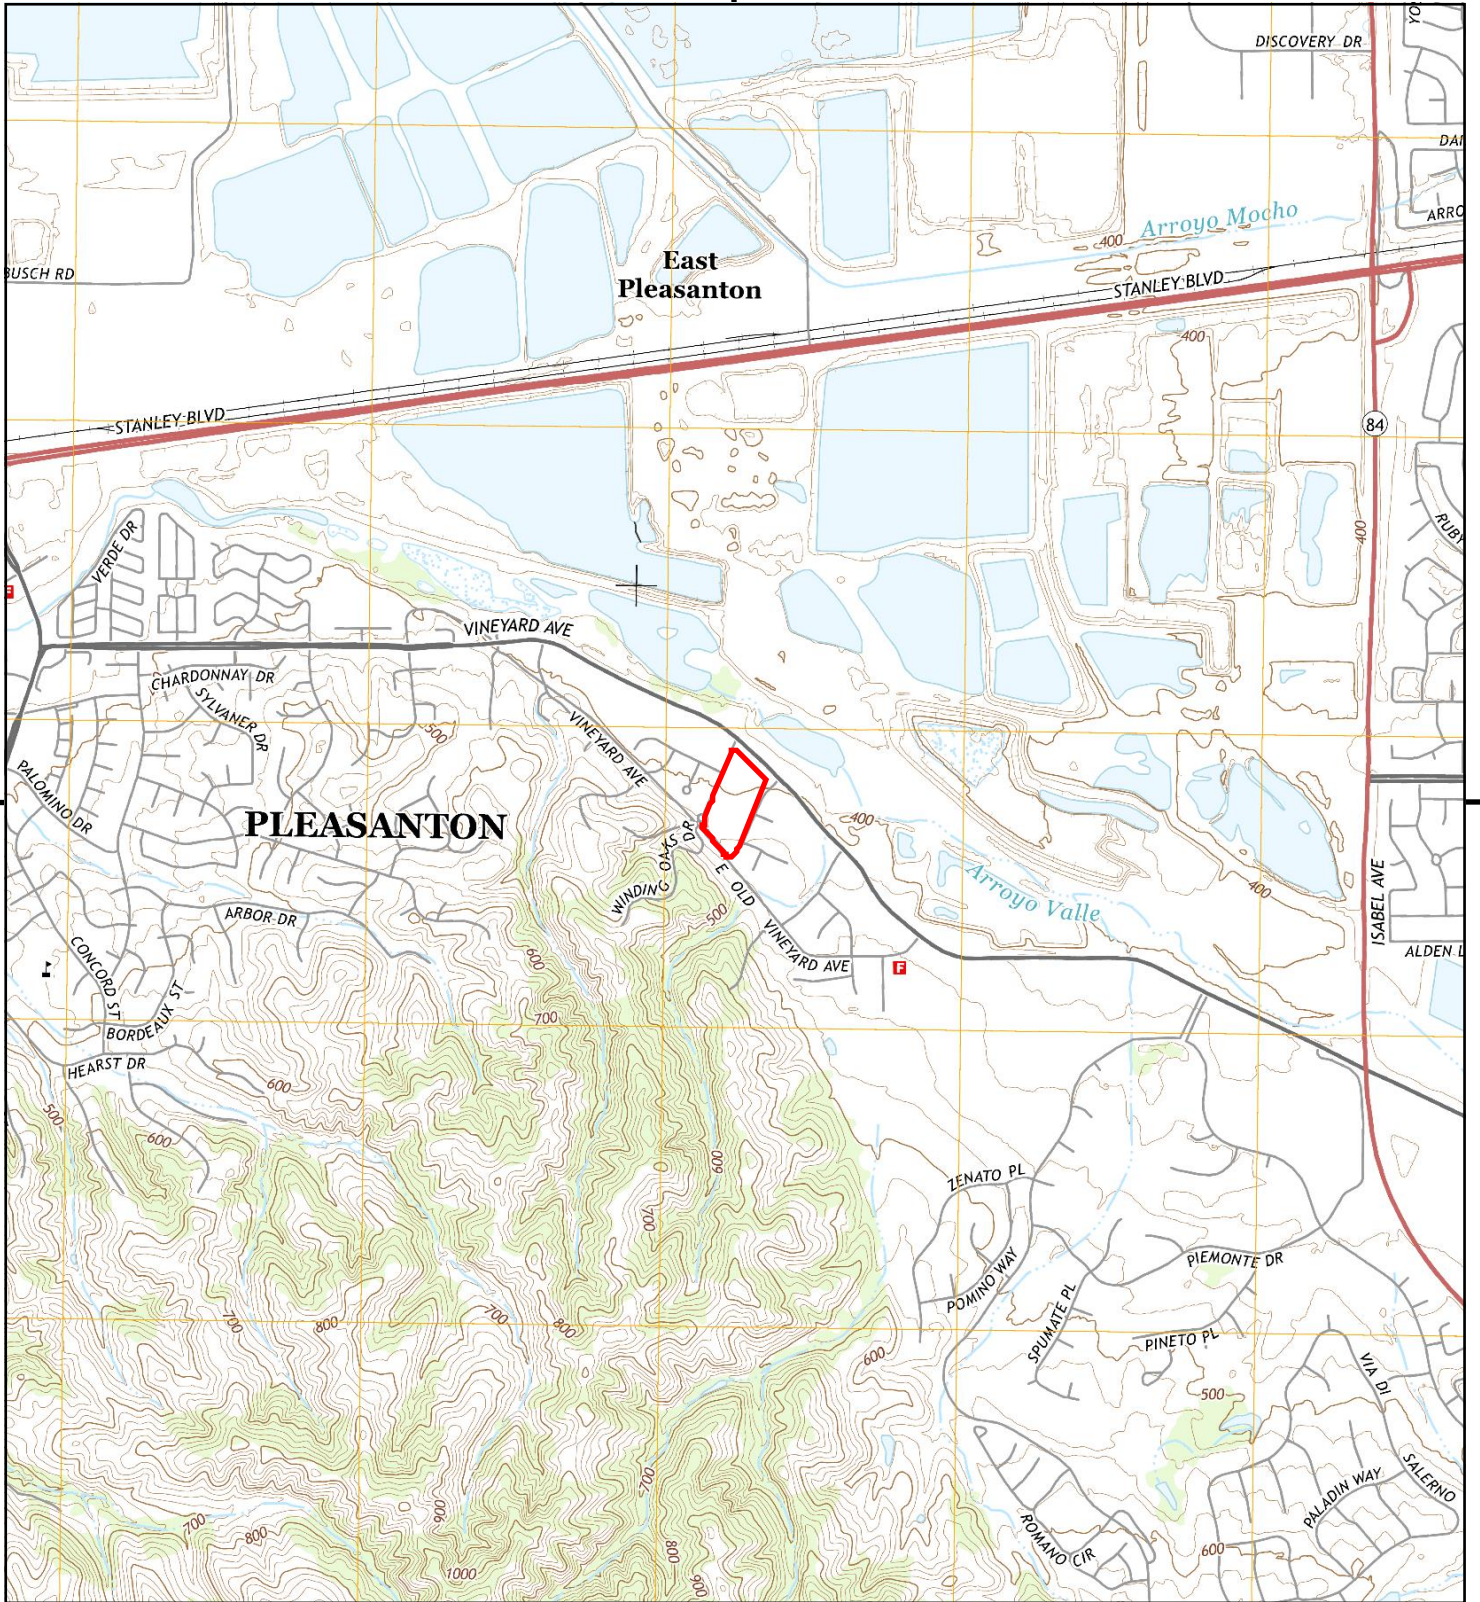 DISCOVERY DR
Arroyo Mocho
400
East
Pleasanton
BUSCH RD
STANLEY BLVD
400
STANLEY BLVD
84
400
VERDE DR
F
VINEYARD AVE
CHARDONNAY DR
SYLVANER DR
500
VINEYARD AVE
PALOMINO DR
PLEASANTON
400
WINDING OAKS DR
E OLD
VINEYARD AVE
Arroyo Valle
400
ISABEL AVE
500
ARBOR DR
ALDEN L
CONCORD ST
600
F
BORDEAUX ST
700
HEARST DR
600
500
600
600
ZENATO PL
700
PIEMONTE DR
POMINO WAY
SPUMATE PL
700
800
700
800
PINETO PL
600
VIA DI
SALERNO
500
700
PALADIN WAY
900
700
800
ROMANO CIR
600
800
1000
900
RUBY
ARRO
DAI
YO